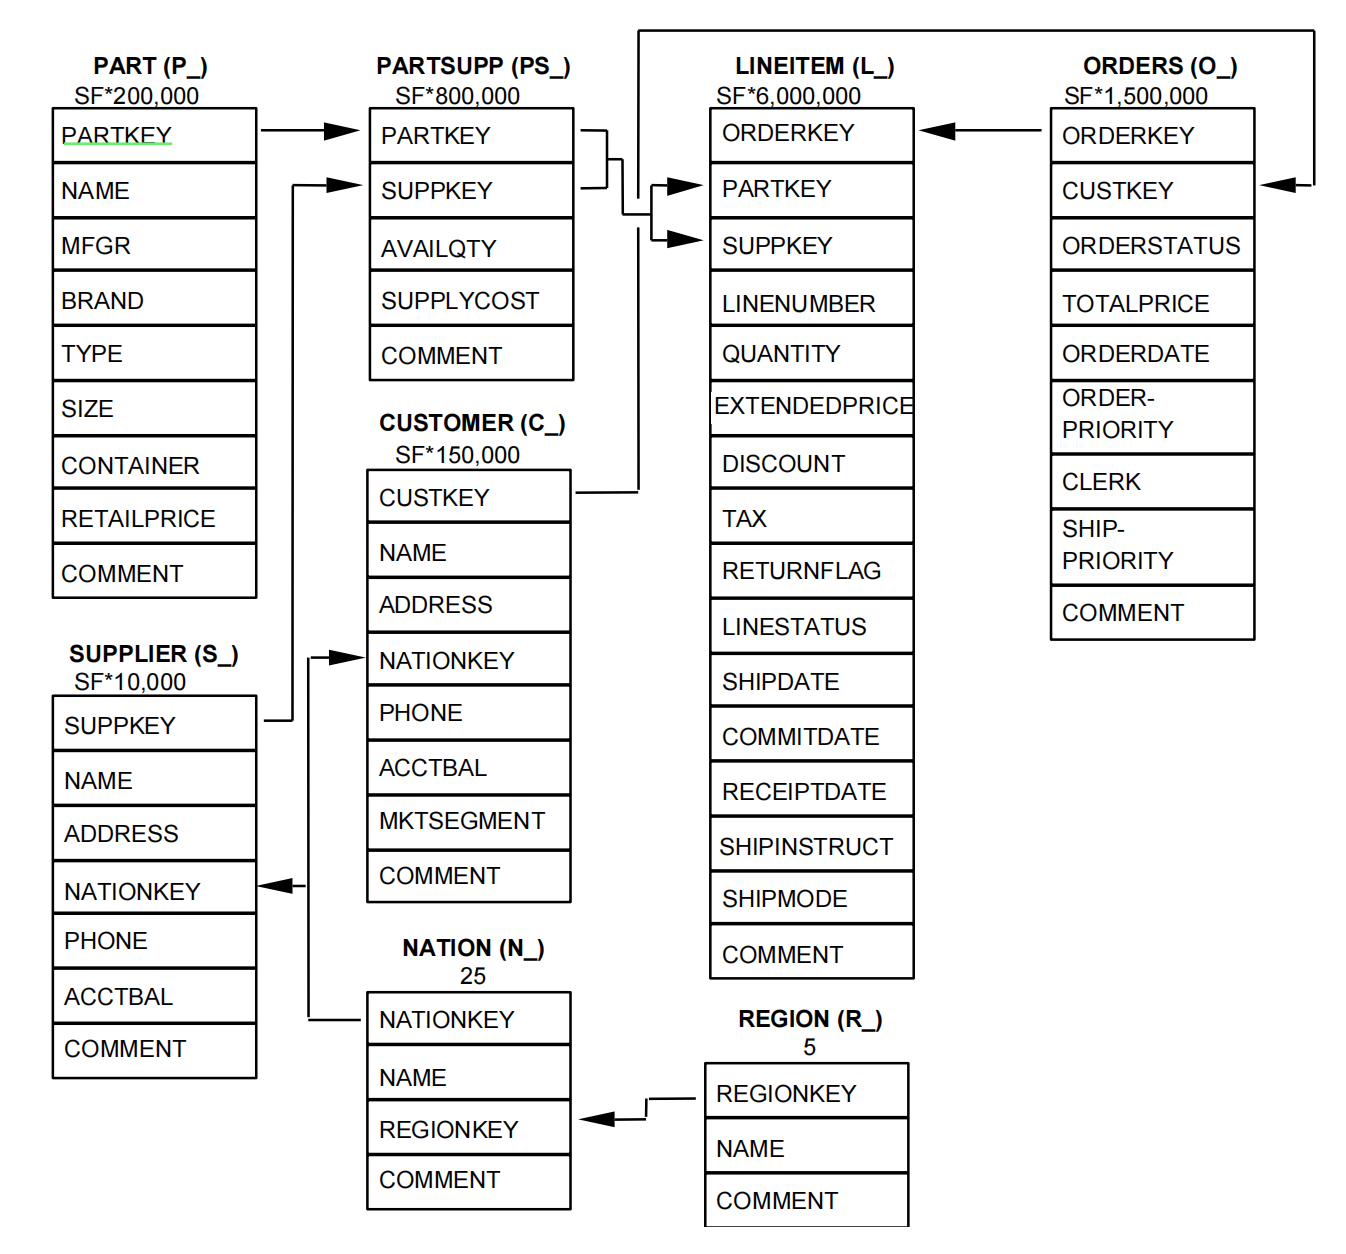 PART (P_)
SF*200,000
PARTKEY
NAME
MFGR
BRAND
TYPE
SIZE
CONTAINER
RETAILPRICE
COMMENT
SUPPLIER (S_)
SF*10,000
SUPPKEY
NAME
ADDRESS
NATIONKEY
PHONE
ACCTBAL
COMMENT
PARTSUPP (PS_)
SF*800,000
PARTKEY
SUPPKEY
AVAILQTY
SUPPLYCOST
COMMENT
CUSTOMER (C_)
SF*150,000
CUSTKEY
NAME
ADDRESS
NATIONKEY
PHONE
ACCTBAL
MKTSEGMENT
COMMENT
NATION (N_)
25
NATIONKEY
NAME
REGIONKEY
COMMENT
LINEITEM (L_)
SF*6,000,000
ORDERKEY
PARTKEY
SUPPKEY
LINENUMBER
QUANTITY
EXTENDEDPRICE
DISCOUNT
TAX
RETURNFLAG
LINESTATUS
SHIPDATE
COMMITDATE
RECEIPTDATE
SHIPINSTRUCT
SHIPMODE
COMMENT
REGION (R_)
5
REGIONKEY
NAME
COMMENT
ORDERS (O_)
SF*1,500,000
ORDERKEY
CUSTKEY
ORDERSTATUS
TOTALPRICE
ORDERDATE
ORDER-
PRIORITY
CLERK
SHIP-
PRIORITY
COMMENT